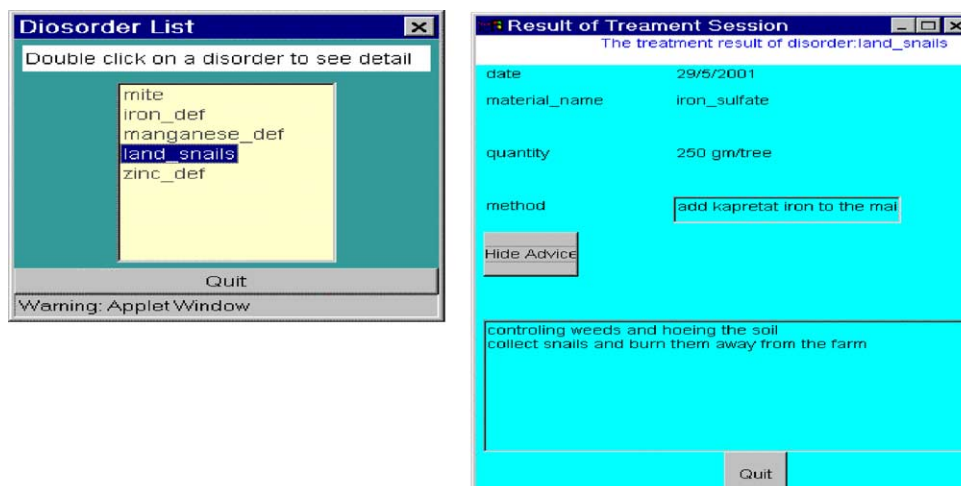 Diosorder List
Double click on a disorder to see detail
mite
iron_def
manganese_def
land_snails
zinc_def
Quit
Warning: Applet Window
Result of Treament Session
The treatment result of disorder:land_snails
date 29/5/2001
material_name iron_sulfate
quantity 250 gm/tree
method add kapretat iron to the mai
Hide Advice
controling weeds and hoeing the soil
collect snails and burn them away from the farm
Quit